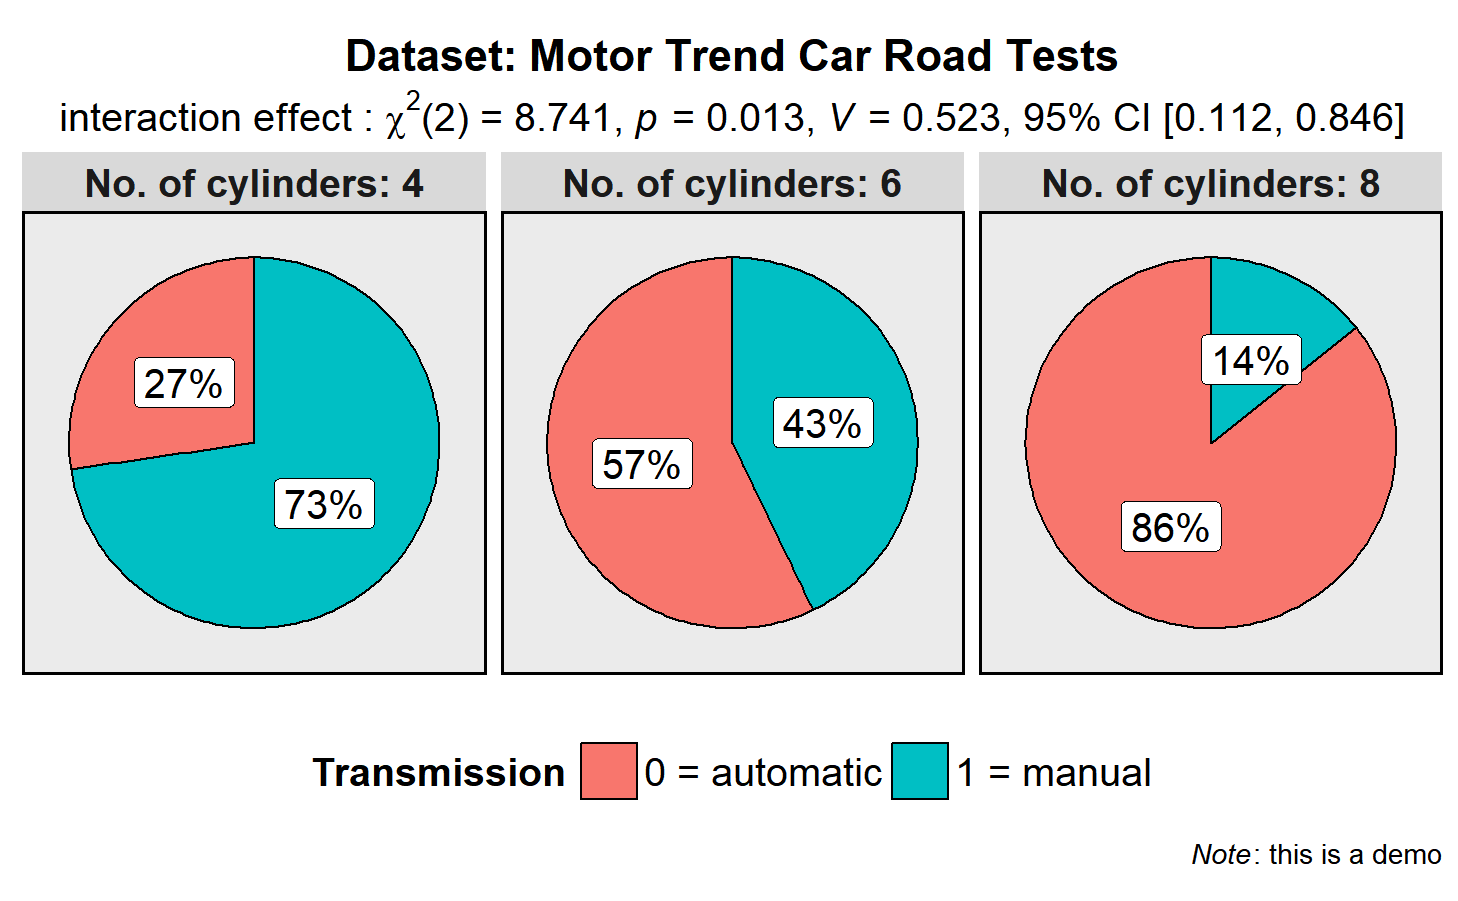 Dataset: Motor Trend Car Road Tests
interaction effect : χ²(2) = 8.741, p = 0.013, V = 0.523, 95% CI [0.112, 0.846]
No. of cylinders: 4
27%
73%
No. of cylinders: 6
43%
57%
No. of cylinders: 8
14%
86%
Transmission 0 = automatic 1 = manual
Note: this is a demo